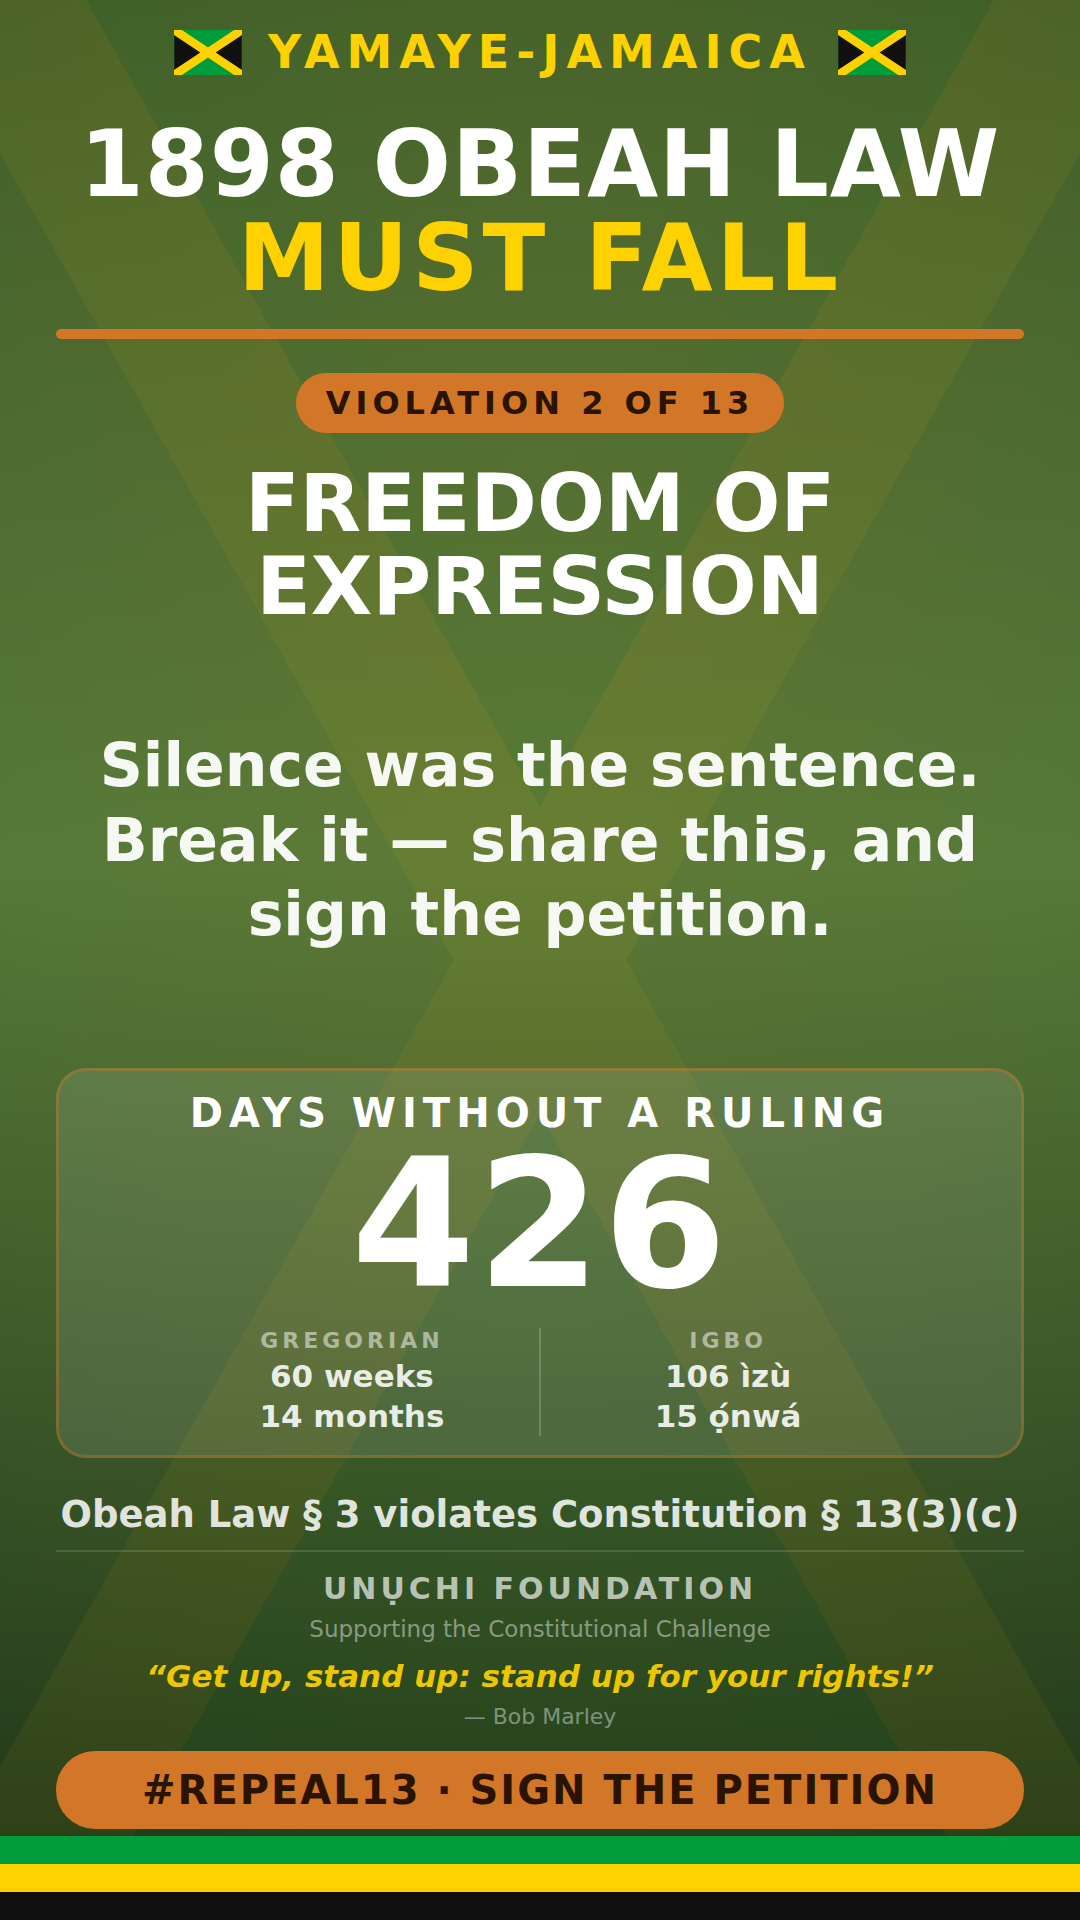 YAMAYE-JAMAICA
1898 OBEAH LAW
MUST FALL
VIOLATION 2 OF 13
FREEDOM OF
EXPRESSION
Silence was the sentence.
Break it — share this, and
sign the petition.
DAYS WITHOUT A RULING
426
GREGORIAN
60 weeks
14 months
IGBO
106 ìzù
15 ọ́nwá
Obeah Law § 3 violates Constitution § 13(3)(c)
UNỤCHI FOUNDATION
Supporting the Constitutional Challenge
“Get up, stand up: stand up for your rights!”
— Bob Marley
#REPEAL13 · SIGN THE PETITION